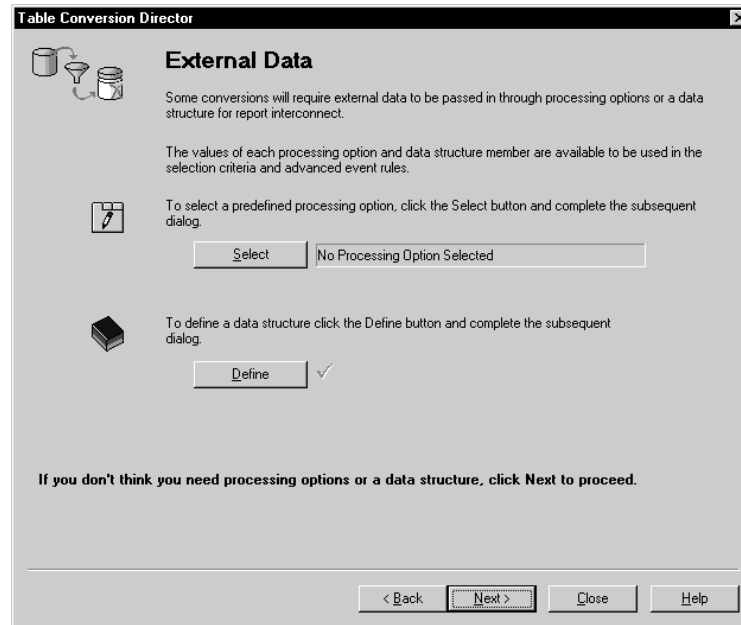 Table Conversion Director
External Data
Some conversions will require external data to be passed in through processing options or a data
structure for report interconnect.
The values of each processing option and data structure member are available to be used in the
selection criteria and advanced event rules.
To select a predefined processing option, click the Select button and complete the subsequent
dialog.
Select
No Processing Option Selected
To define a data structure click the Define button and complete the subsequent
dialog.
Define
If you don't think you need processing options or a data structure, click Next to proceed.
< Back
Next >
Close
Help